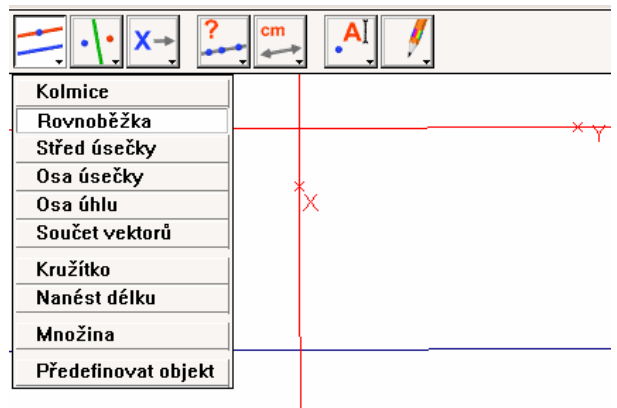 X
?
cm
A
Kolmice
Rovnoběžka
Střed úsečky
Osa úsečky
Osa úhlu
Součet vektorů
Kružítko
Nanést délku
Množina
Předefinovat objekt
Y
X